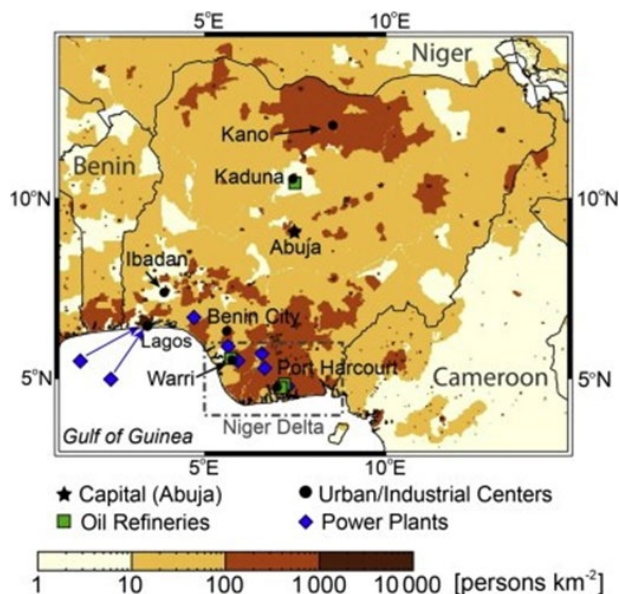 5°E 10°E
Niger
Kano
Benin
Kaduna
10°N 10°N
Abuja
Ibadan
Benin City
Lagos
Port Harcourt
Warri
5°N 5°N
Cameroon
Niger Delta
Gulf of Guinea
5°E 10°E
Capital (Abuja) Urban/Industrial Centers
Oil Refineries Power Plants
1 10 100 1 000 10 000 [persons km-2]